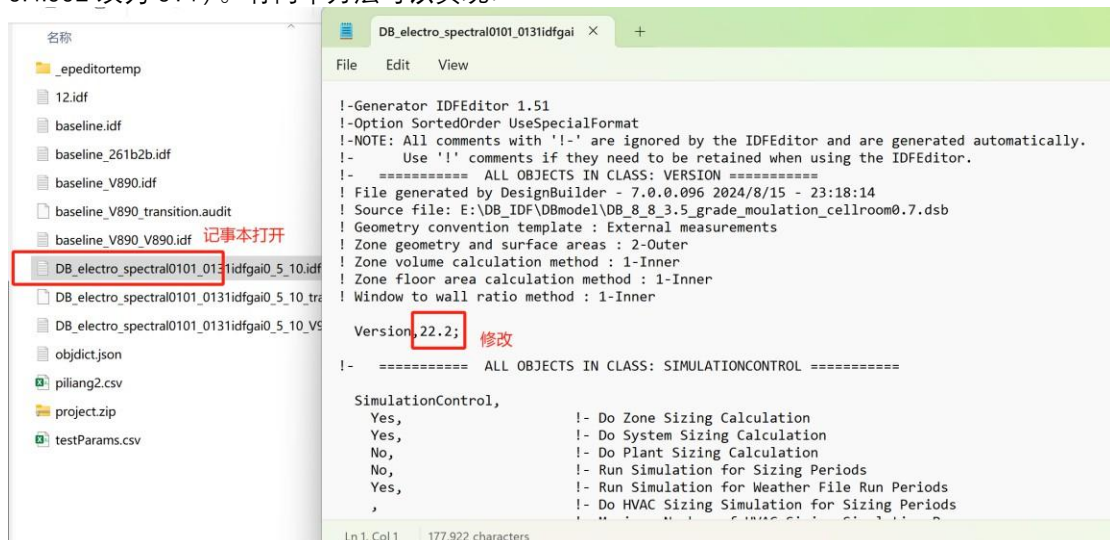 名称
_epeditortemp
12.idf
baseline.idf
baseline_261b2b.idf
baseline_V890.idf
baseline_V890_transition.audit
baseline_V890_V890.idf 记事本打开
DB_electro_spectral0101_0131idfgai0_5_10.idf
DB_electro_spectral0101_0131idfgai0_5_10_tra
DB_electro_spectral0101_0131idfgai0_5_10_V9
objdict.json
piliang2.csv
project.zip
testParams.csv
DB_electro_spectral0101_0131idfgai × +
File Edit View
!-Generator IDFEditor 1.51
!-Option SortedOrder UseSpecialFormat
!-NOTE: All comments with '!-' are ignored by the IDFEditor and are generated automatically.
!- Use '!' comments if they need to be retained when using the IDFEditor.
!- =========== ALL OBJECTS IN CLASS: VERSION ===========
! File generated by DesignBuilder - 7.0.0.096 2024/8/15 - 23:18:14
! Source file: E:\DB_IDF\DBmodel\DB_8_8_3.5_grade_moulation_cellroom0.7.dsb
! Geometry convention template : External measurements
! Zone geometry and surface areas : 2-Outer
! Zone volume calculation method : 1-Inner
! Zone floor area calculation method : 1-Inner
! Window to wall ratio method : 1-Inner
Version,22.2; 修改
!- =========== ALL OBJECTS IN CLASS: SIMULATIONCONTROL ===========
SimulationControl,
Yes, !- Do Zone Sizing Calculation
Yes, !- Do System Sizing Calculation
No, !- Do Plant Sizing Calculation
No, !- Run Simulation for Sizing Periods
Yes, !- Run Simulation for Weather File Run Periods
, !- Do HVAC Sizing Simulation for Sizing Periods
Ln 1, Col 1 177,922 characters